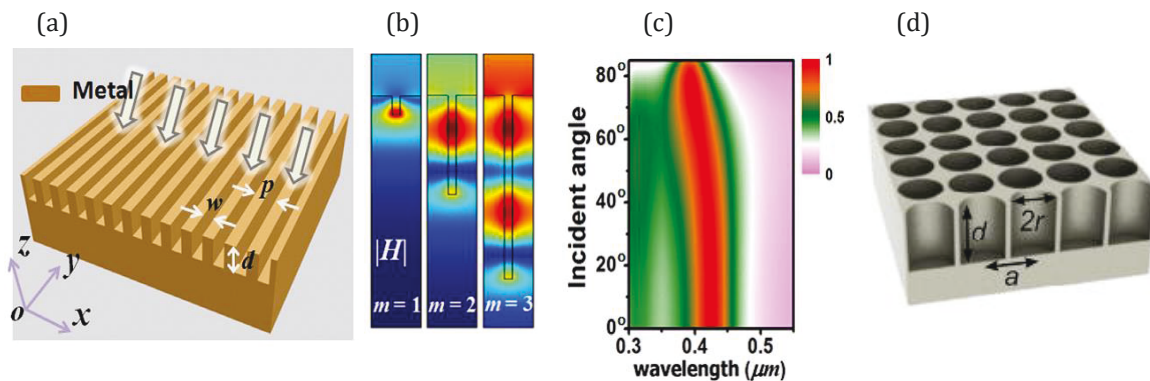 (a)
(b)
(c)
(d)
Metal
p
w
d
z
y
o
x
|H|
m = 1
m = 2
m = 3
Incident angle
80°
60°
40°
20°
0°
0.3
0.4
0.5
wavelength (μm)
1
0.5
0
d
2r
a